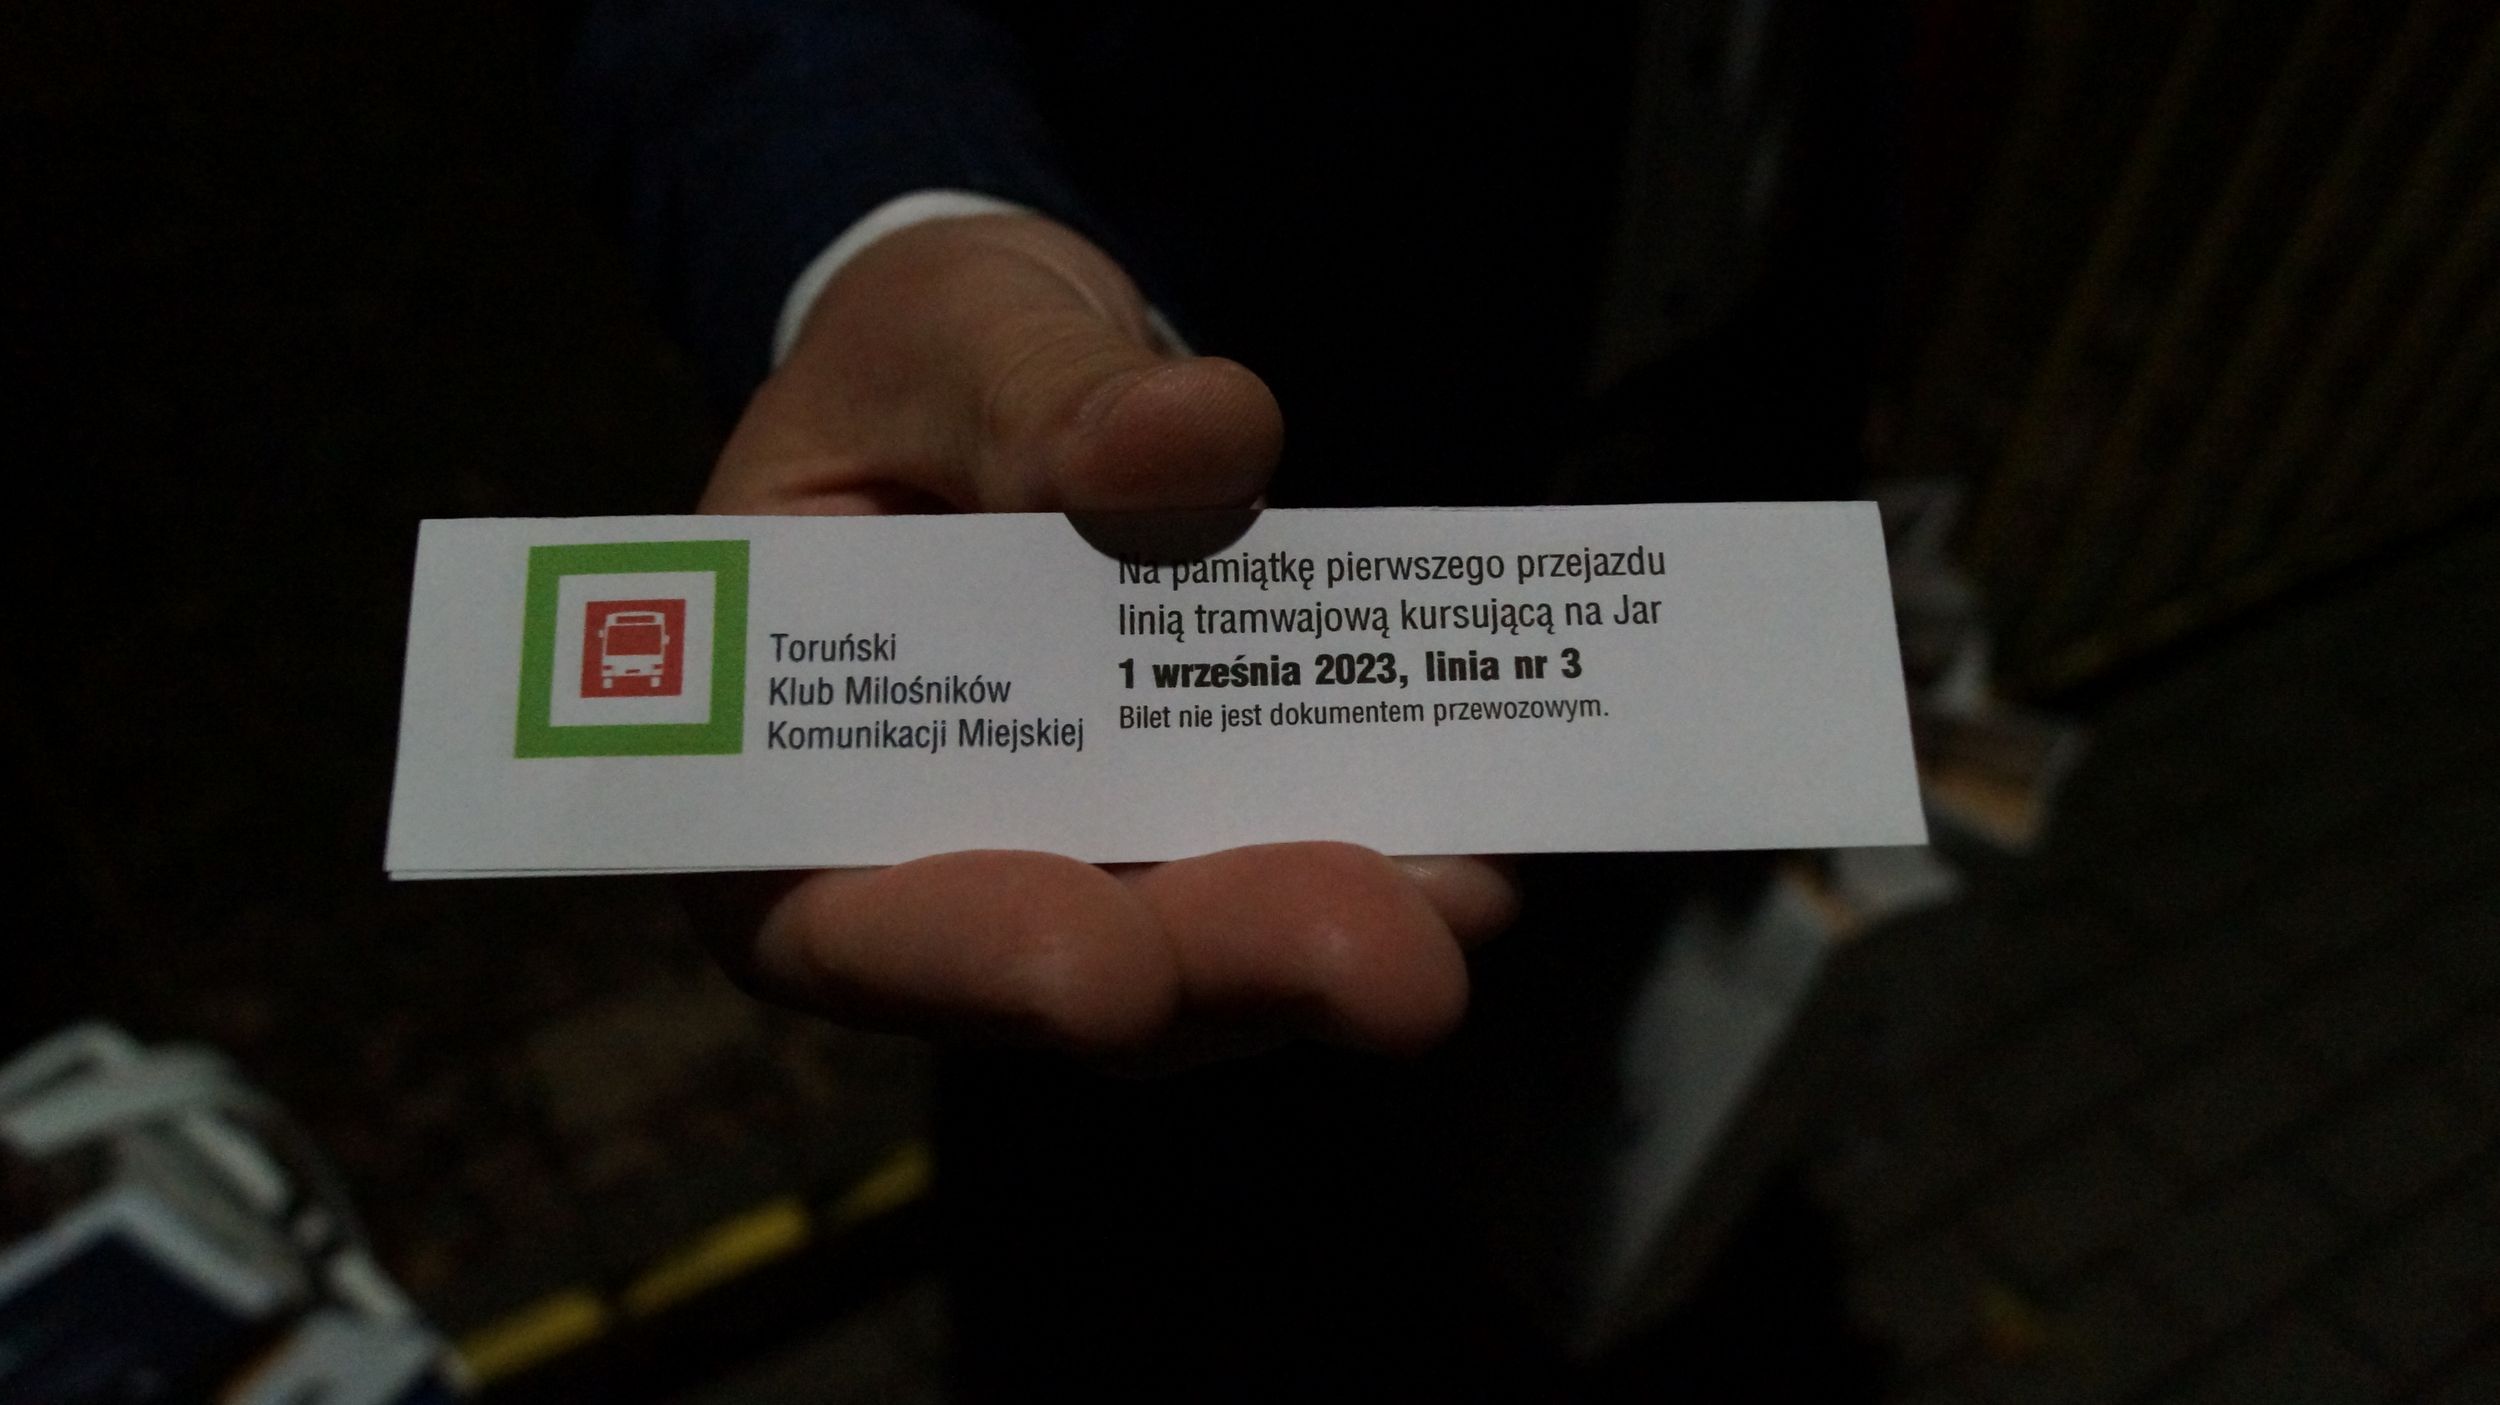 Toruński
Klub Miłośników
Komunikacji Miejskiej
Na pamiątkę pierwszego przejazdu
linią tramwajową kursującą na Jar
1 września 2023, linia nr 3
Bilet nie jest dokumentem przewozowym.